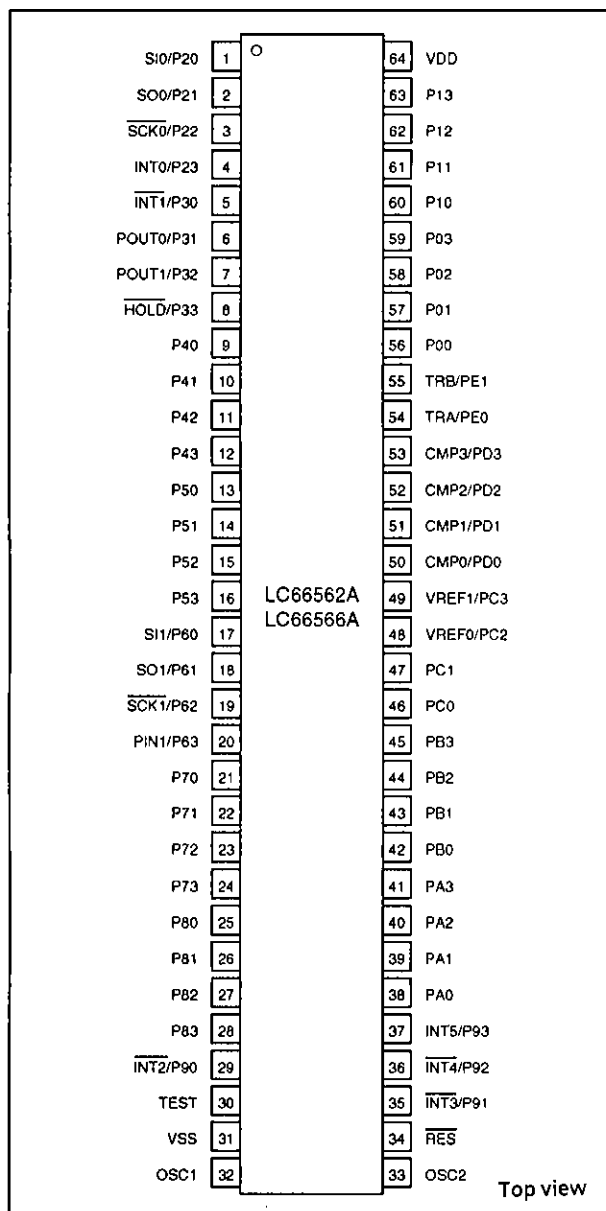 SI0/P20 1 64 VDD
SO0/P21 2 63 P13
SCK0/P22 3 62 P12
INT0/P23 4 61 P11
INT1/P30 5 60 P10
POUT0/P31 6 59 P03
POUT1/P32 7 58 P02
HOLD/P33 8 57 P01
P40 9 56 P00
P41 10 55 TRB/PE1
P42 11 54 TRA/PE0
P43 12 53 CMP3/PD3
P50 13 52 CMP2/PD2
P51 14 51 CMP1/PD1
P52 15 50 CMP0/PD0
LC66562A
P53 16 49 VREF1/PC3
LC66566A
SI1/P60 17 48 VREF0/PC2
SO1/P61 18 47 PC1
SCK1/P62 19 46 PC0
PIN1/P63 20 45 PB3
P70 21 44 PB2
P71 22 43 PB1
P72 23 42 PB0
P73 24 41 PA3
P80 25 40 PA2
P81 26 39 PA1
P82 27 38 PA0
P83 28 37 INT5/P93
INT2/P90 29 36 INT4/P92
TEST 30 35 INT3/P91
VSS 31 34 RES
OSC1 32 33 OSC2
Top view